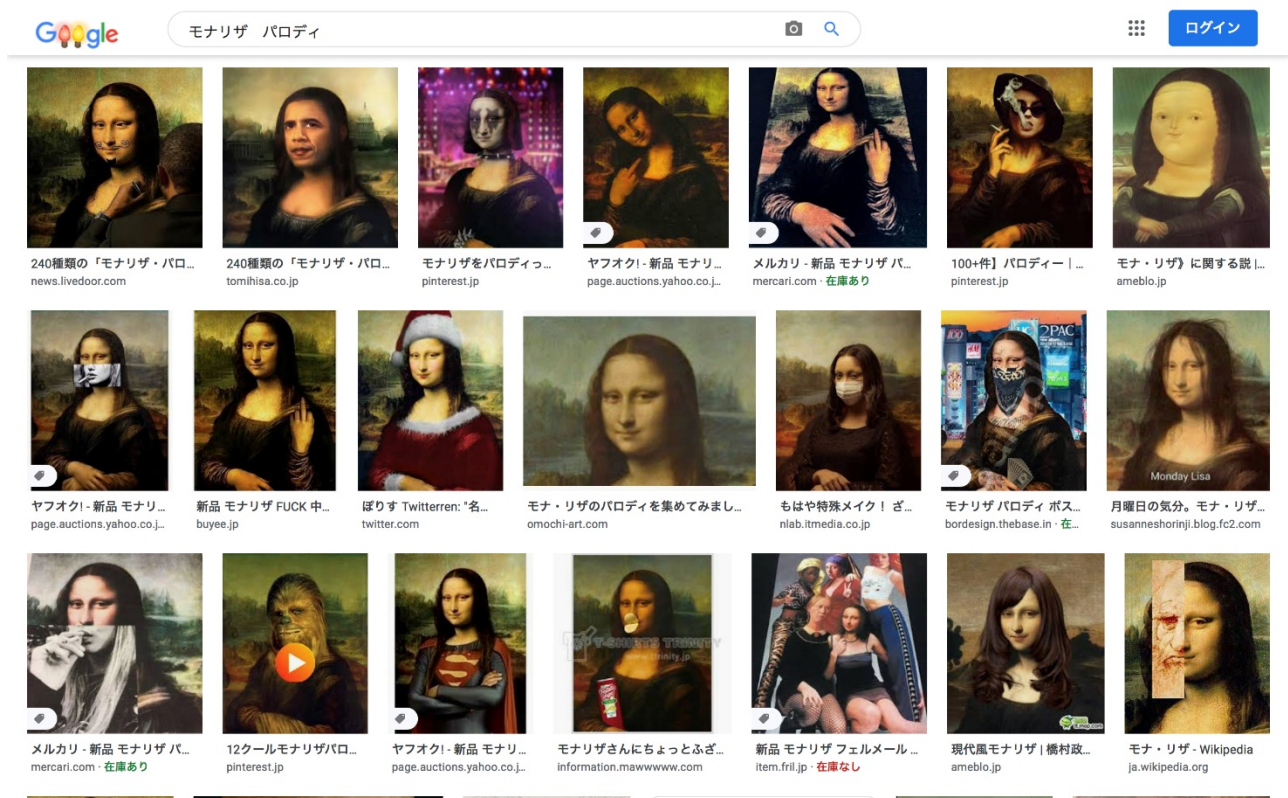 Google
モナリザ　パロディ
ログイン
240種類の「モナリザ・パロ...
news.livedoor.com
240種類の「モナリザ・パロ...
tomihisa.co.jp
モナリザをパロディっ...
pinterest.jp
ヤフオク! - 新品 モナリ...
page.auctions.yahoo.co.j...
メルカリ - 新品 モナリザ パ...
mercari.com · 在庫あり
100+件】パロディー｜...
pinterest.jp
モナ・リザ》に関する説 |...
ameblo.jp
2PAC
Monday Lisa
ヤフオク! - 新品 モナリ...
page.auctions.yahoo.co.j...
新品 モナリザ FUCK 中...
buyee.jp
ぽりす Twitterren: "名...
twitter.com
モナ・リザのパロディを集めてみまし...
omochi-art.com
もはや特殊メイク！ ざ...
nlab.itmedia.co.jp
モナリザ パロディ ポス...
bordesign.thebase.in · 在...
月曜日の気分。モナ・リザ...
susanneshorinji.blog.fc2.com
T-SHIRTS TRINITY
www.ttrinity.jp
メルカリ - 新品 モナリザ パ...
mercari.com · 在庫あり
12クールモナリザパロ...
pinterest.jp
ヤフオク! - 新品 モナリ...
page.auctions.yahoo.co.j...
モナリザさんにちょっとふざ...
information.mawwwww.com
新品 モナリザ フェルメール ...
item.fril.jp · 在庫なし
現代風モナリザ | 橋村政...
ameblo.jp
モナ・リザ - Wikipedia
ja.wikipedia.org